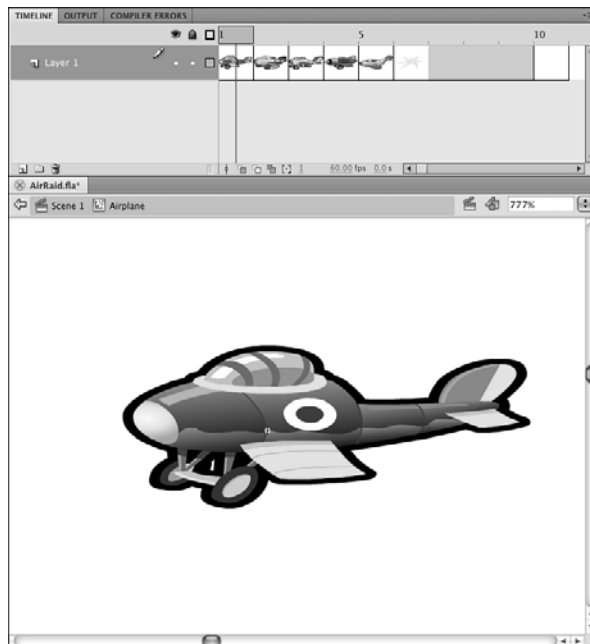 TIMELINE OUTPUT COMPILER ERRORS
1 5 10
Layer 1
1 60.00 fps 0.0 s
AirRaid.fla*
Scene 1 Airplane 777%